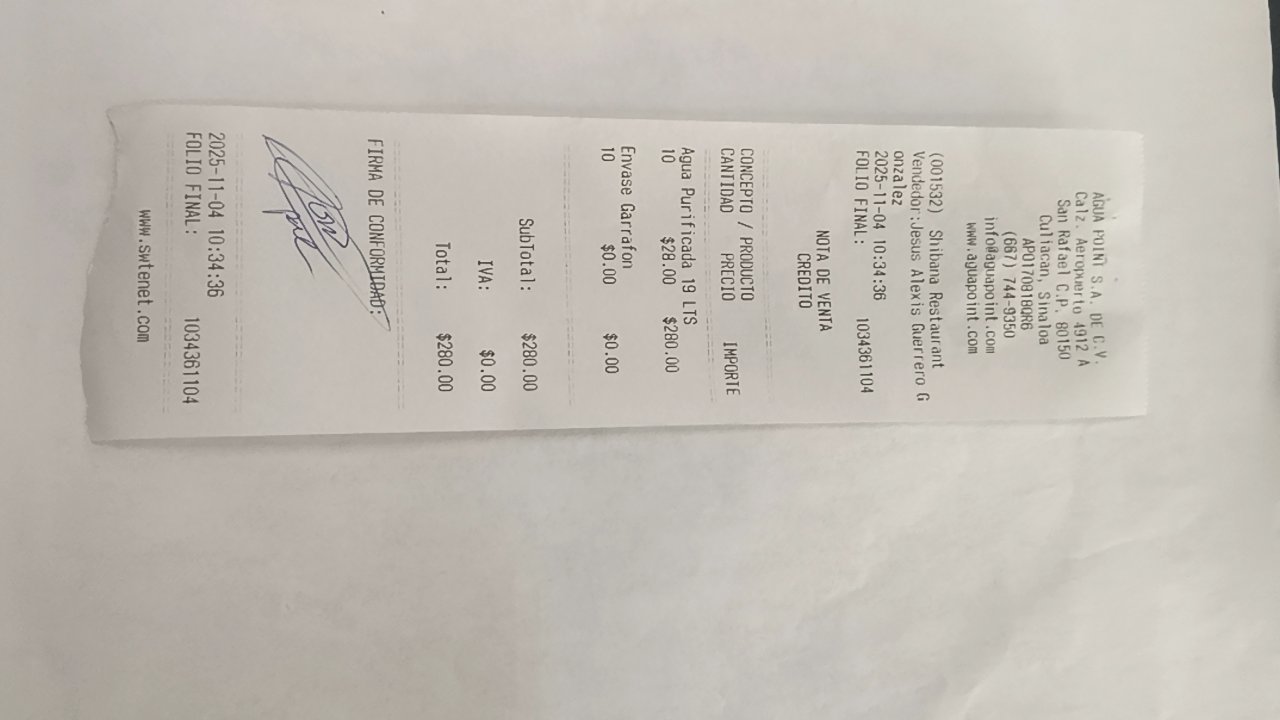 AGUA POINT S.A. DE C.V.
Calz. Aeropuerto 4912 A
San Rafael C.P. 80150
Culiacan, Sinaloa
APO170818QR6
(667) 744-9350
info@aguapoint.com
www.aguapoint.com
(001532) Shibana Restaurant
Vendedor:Jesus Alexis Guerrero G
onzalez
2025-11-04 10:34:36
FOLIO FINAL: 1034361104
NOTA DE VENTA
CREDITO
CONCEPTO / PRODUCTO
CANTIDAD PRECIO IMPORTE
Agua Purificada 19 LTS
10 $28.00 $280.00
Envase Garrafon
10 $0.00 $0.00
SubTotal: $280.00
IVA: $0.00
Total: $280.00
FIRMA DE CONFORMIDAD:
2025-11-04 10:34:36
FOLIO FINAL: 1034361104
www.swtenet.com